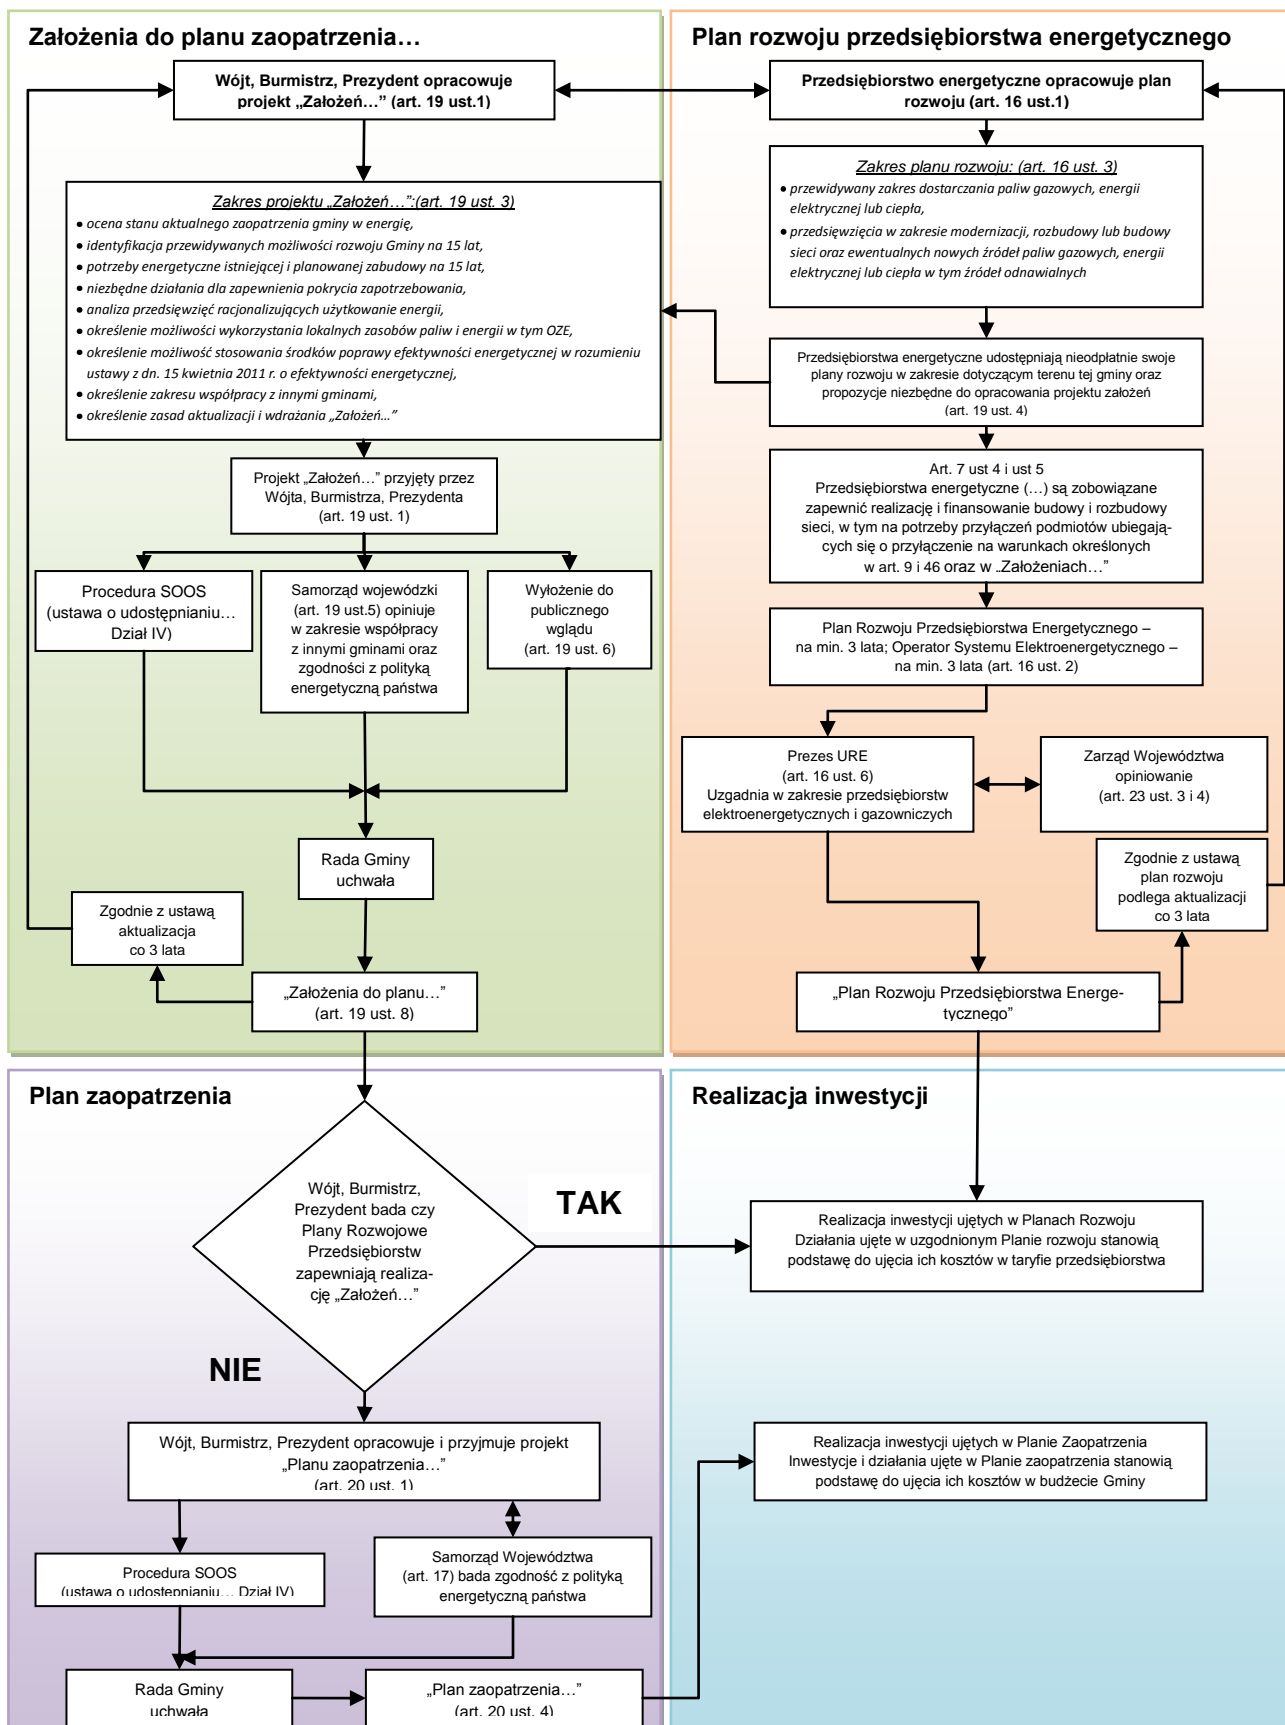 Założenia do planu zaopatrzenia…
Wójt, Burmistrz, Prezydent opracowuje
projekt „Założeń…” (art. 19 ust.1)
Zakres projektu „Założeń…”:(art. 19 ust. 3)
• ocena stanu aktualnego zaopatrzenia gminy w energię,
• identyfikacja przewidywanych możliwości rozwoju Gminy na 15 lat,
• potrzeby energetyczne istniejącej i planowanej zabudowy na 15 lat,
• niezbędne działania dla zapewnienia pokrycia zapotrzebowania,
• analiza przedsięwzięć racjonalizujących użytkowanie energii,
• określenie możliwości wykorzystania lokalnych zasobów paliw i energii w tym OZE,
• określenie możliwość stosowania środków poprawy efektywności energetycznej w rozumieniu
ustawy z dn. 15 kwietnia 2011 r. o efektywności energetycznej,
• określenie zakresu współpracy z innymi gminami,
• określenie zasad aktualizacji i wdrażania „Założeń…”
Projekt „Założeń…” przyjęty przez
Wójta, Burmistrza, Prezydenta
(art. 19 ust. 1)
Procedura SOOS
(ustawa o udostępnianiu…
Dział IV)
Samorząd wojewódzki
(art. 19 ust.5) opiniuje
w zakresie współpracy
z innymi gminami oraz
zgodności z polityką
energetyczną państwa
Wyłożenie do
publicznego
wglądu
(art. 19 ust. 6)
Rada Gminy
uchwała
Zgodnie z ustawą
aktualizacja
co 3 lata
„Założenia do planu…”
(art. 19 ust. 8)
Plan rozwoju przedsiębiorstwa energetycznego
Przedsiębiorstwo energetyczne opracowuje plan
rozwoju (art. 16 ust.1)
Zakres planu rozwoju: (art. 16 ust. 3)
• przewidywany zakres dostarczania paliw gazowych, energii
elektrycznej lub ciepła,
• przedsięwzięcia w zakresie modernizacji, rozbudowy lub budowy
sieci oraz ewentualnych nowych źródeł paliw gazowych, energii
elektrycznej lub ciepła w tym źródeł odnawialnych
Przedsiębiorstwa energetyczne udostępniają nieodpłatnie swoje
plany rozwoju w zakresie dotyczącym terenu tej gminy oraz
propozycje niezbędne do opracowania projektu założeń
(art. 19 ust. 4)
Art. 7 ust 4 i ust 5
Przedsiębiorstwa energetyczne (…) są zobowiązane
zapewnić realizację i finansowanie budowy i rozbudowy
sieci, w tym na potrzeby przyłączeń podmiotów ubiegają-
cych się o przyłączenie na warunkach określonych
w art. 9 i 46 oraz w „Założeniach…”
Plan Rozwoju Przedsiębiorstwa Energetycznego –
na min. 3 lata; Operator Systemu Elektroenergetycznego –
na min. 3 lata (art. 16 ust. 2)
Prezes URE
(art. 16 ust. 6)
Uzgadnia w zakresie przedsiębiorstw
elektroenergetycznych i gazowniczych
Zarząd Województwa
opiniowanie
(art. 23 ust. 3 i 4)
Zgodnie z ustawą
plan rozwoju
podlega aktualizacji
co 3 lata
„Plan Rozwoju Przedsiębiorstwa Energe-
tycznego”
Plan zaopatrzenia
Wójt, Burmistrz,
Prezydent bada czy
Plany Rozwojowe
Przedsiębiorstw
zapewniają realiza-
cję „Założeń…”
TAK
NIE
Wójt, Burmistrz, Prezydent opracowuje i przyjmuje projekt
„Planu zaopatrzenia…”
(art. 20 ust. 1)
Procedura SOOS
(ustawa o udostępnianiu… Dział IV)
Samorząd Województwa
(art. 17) bada zgodność z polityką
energetyczną państwa
Rada Gminy
uchwała
„Plan zaopatrzenia…”
(art. 20 ust. 4)
Realizacja inwestycji
Realizacja inwestycji ujętych w Planach Rozwoju
Działania ujęte w uzgodnionym Planie rozwoju stanowią
podstawę do ujęcia ich kosztów w taryfie przedsiębiorstwa
Realizacja inwestycji ujętych w Planie Zaopatrzenia
Inwestycje i działania ujęte w Planie zaopatrzenia stanowią
podstawę do ujęcia ich kosztów w budżecie Gminy